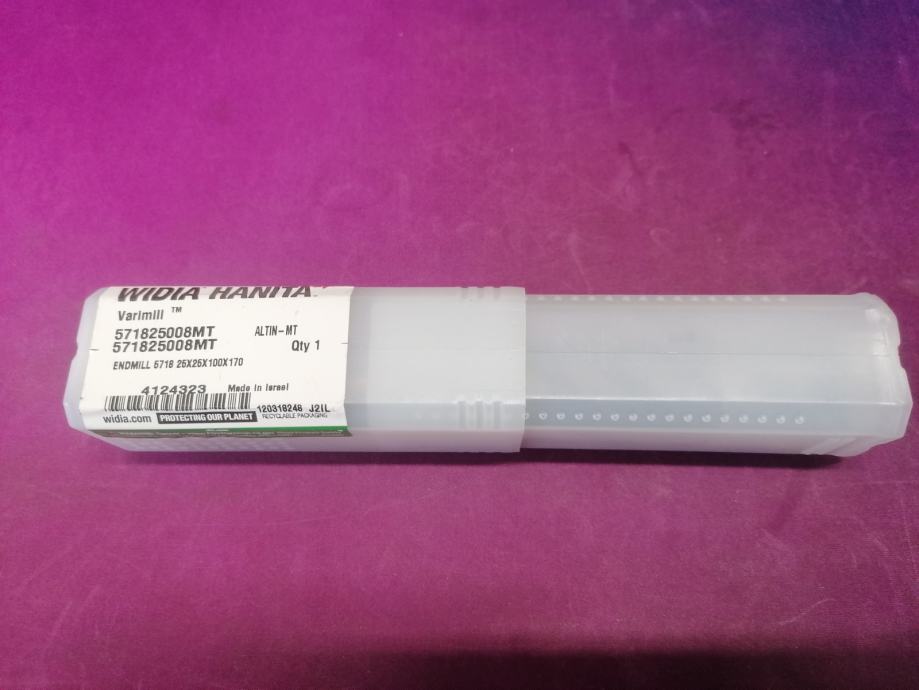 WIDIA HANITA
Varimill ™
571825008MT ALTIN-MT
571825008MT Qty 1
ENDMILL 5718 25X25X100X170
4124323 Made in Israel
120318248 J2IL
widia.com PROTECTING OUR PLANET RECYCLABLE PACKAGING